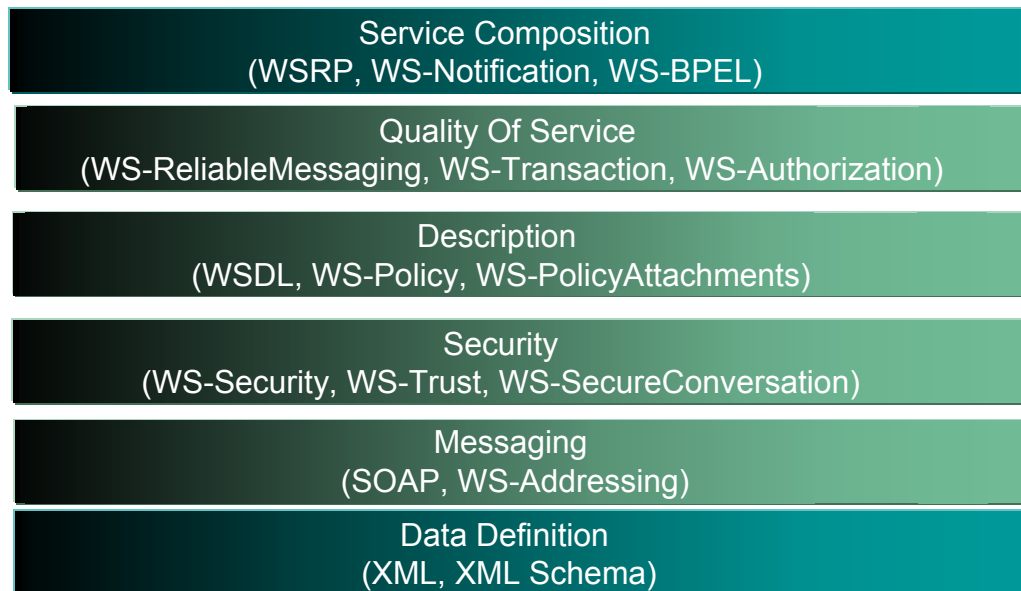 Service Composition
(WSRP, WS-Notification, WS-BPEL)
Quality Of Service
(WS-ReliableMessaging, WS-Transaction, WS-Authorization)
Description
(WSDL, WS-Policy, WS-PolicyAttachments)
Security
(WS-Security, WS-Trust, WS-SecureConversation)
Messaging
(SOAP, WS-Addressing)
Data Definition
(XML, XML Schema)